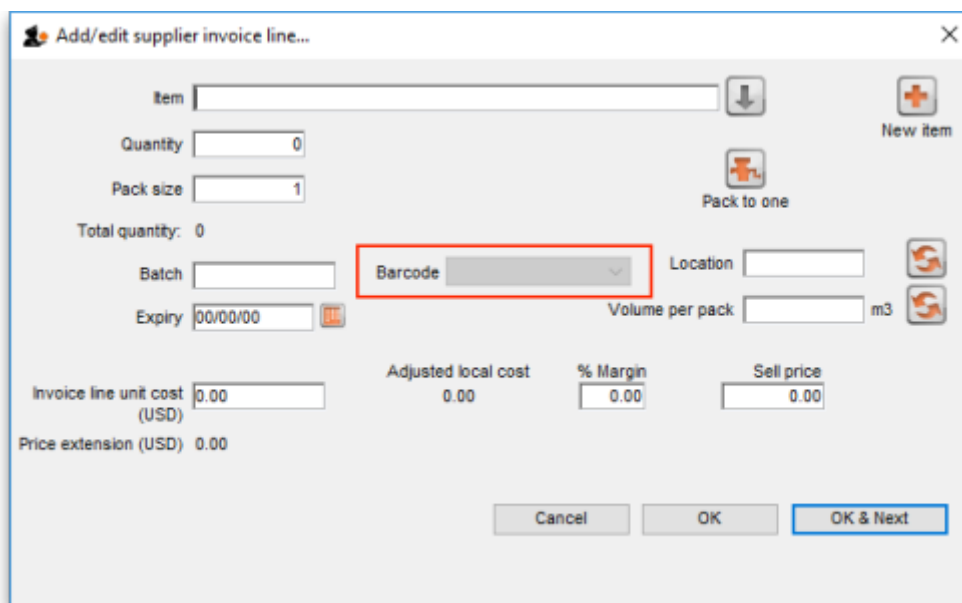 Add/edit supplier invoice line...
Item
New item
Quantity 0
Pack size 1
Pack to one
Total quantity: 0
Batch Barcode Location
Expiry 00/00/00 Volume per pack m3
Adjusted local cost % Margin Sell price
Invoice line unit cost 0.00 0.00 0.00 0.00
(USD)
Price extension (USD) 0.00
Cancel OK OK & Next